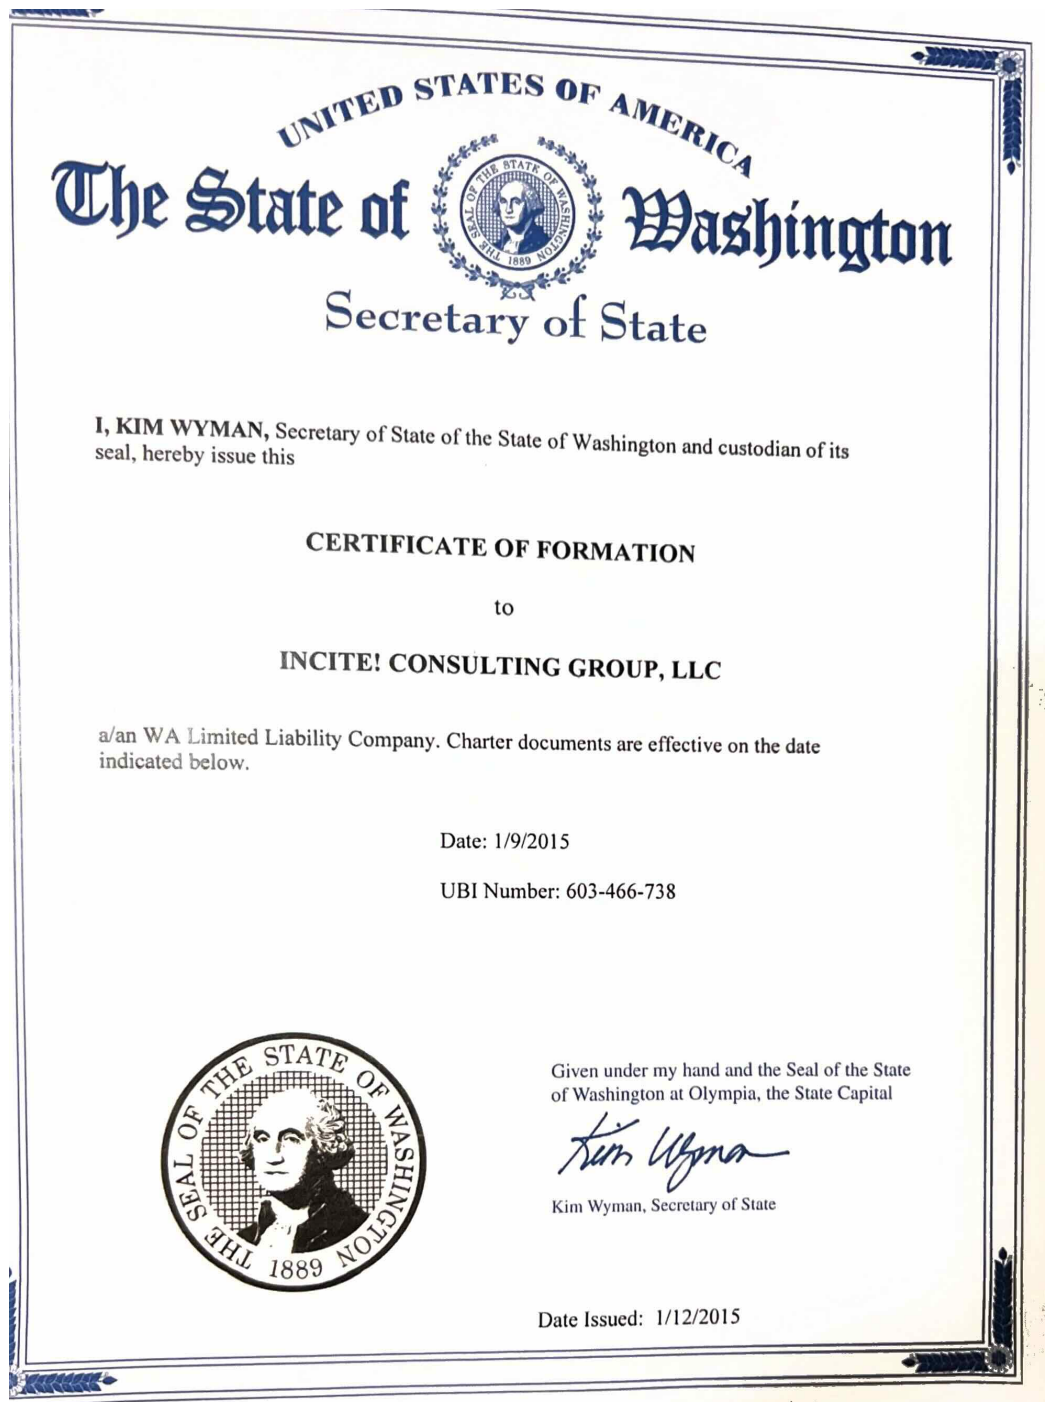 UNITED STATES OF AMERICA
The State of Washington
THE SEAL OF THE STATE OF WASHINGTON
1889
Secretary of State
I, KIM WYMAN, Secretary of State of the State of Washington and custodian of its
seal, hereby issue this
CERTIFICATE OF FORMATION
to
INCITE! CONSULTING GROUP, LLC
a/an WA Limited Liability Company. Charter documents are effective on the date
indicated below.
Date: 1/9/2015
UBI Number: 603-466-738
THE SEAL OF THE STATE OF WASHINGTON
1889
Given under my hand and the Seal of the State
of Washington at Olympia, the State Capital
Kim Wyman
Kim Wyman, Secretary of State
Date Issued: 1/12/2015